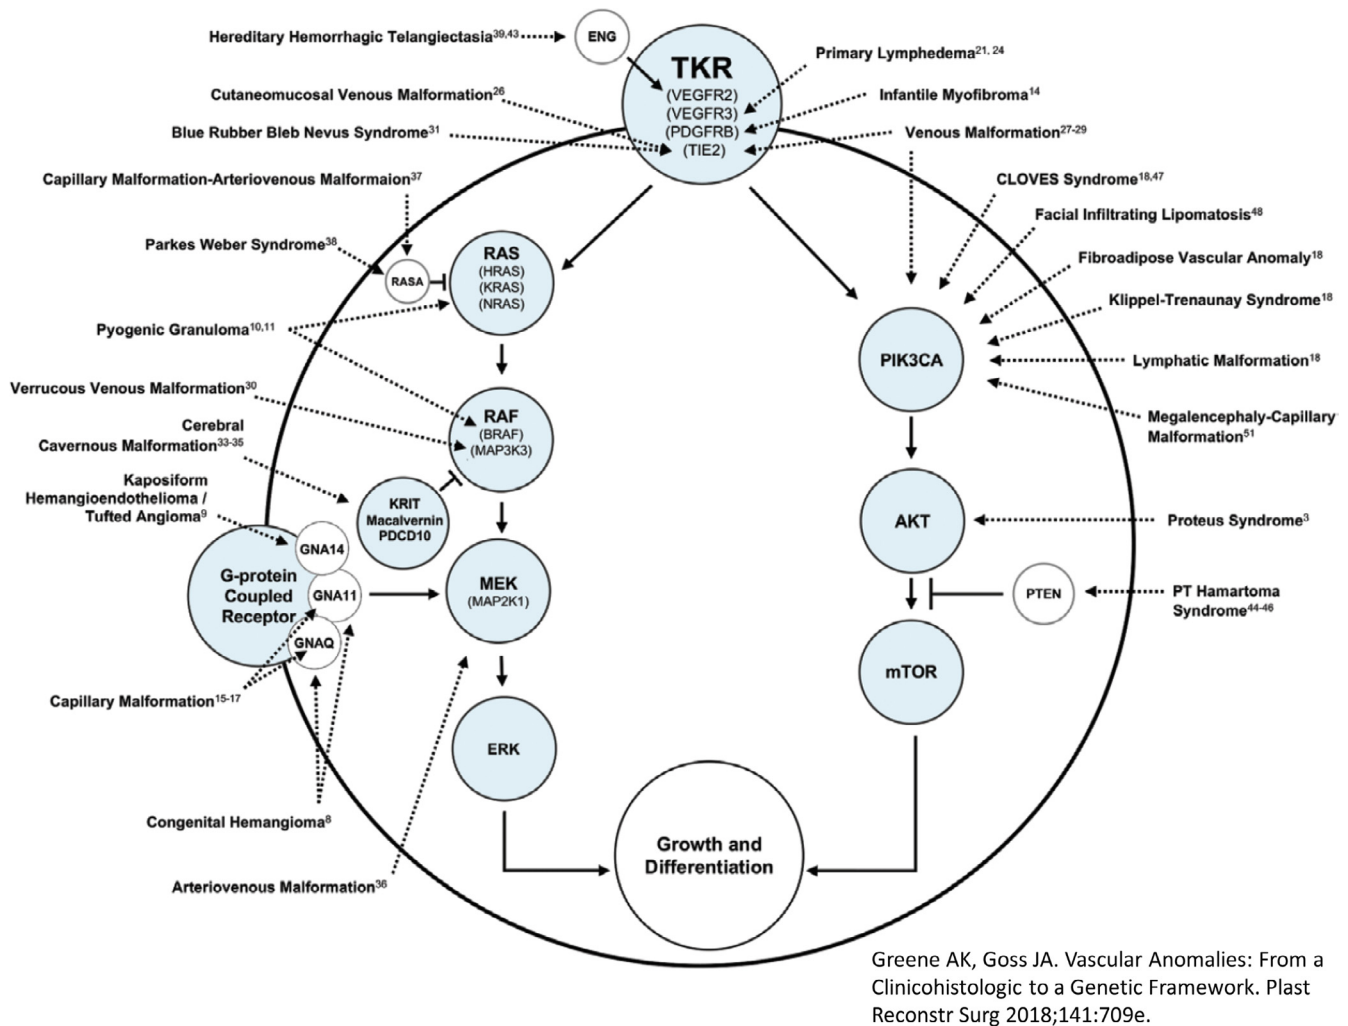 Hereditary Hemorrhagic Telangiectasia39,43
ENG
TKR
(VEGFR2)
(VEGFR3)
(PDGFRB)
(TIE2)
Primary Lymphedema21, 24
Cutaneomucosal Venous Malformation26
Infantile Myofibroma14
Blue Rubber Bleb Nevus Syndrome31
Venous Malformation27-29
Capillary Malformation-Arteriovenous Malformaion37
CLOVES Syndrome18,47
Facial Infiltrating Lipomatosis48
Parkes Weber Syndrome38
RASA
RAS
(HRAS)
(KRAS)
(NRAS)
Fibroadipose Vascular Anomaly18
Klippel-Trenaunay Syndrome18
Pyogenic Granuloma10,11
PIK3CA
Lymphatic Malformation18
Verrucous Venous Malformation30
RAF
(BRAF)
(MAP3K3)
Megalencephaly-Capillary
Malformation51
Cerebral
Cavernous Malformation33-35
Kaposiform
Hemangioendothelioma /
Tufted Angioma9
KRIT
Macalvernin
PDCD10
AKT
Proteus Syndrome3
GNA14
G-protein
Coupled
Receptor
GNA11
GNAQ
MEK
(MAP2K1)
PTEN
PT Hamartoma
Syndrome44-46
mTOR
Capillary Malformation15-17
ERK
Congenital Hemangioma8
Growth and
Differentiation
Arteriovenous Malformation36
Greene AK, Goss JA. Vascular Anomalies: From a
Clinicohistologic to a Genetic Framework. Plast
Reconstr Surg 2018;141:709e.